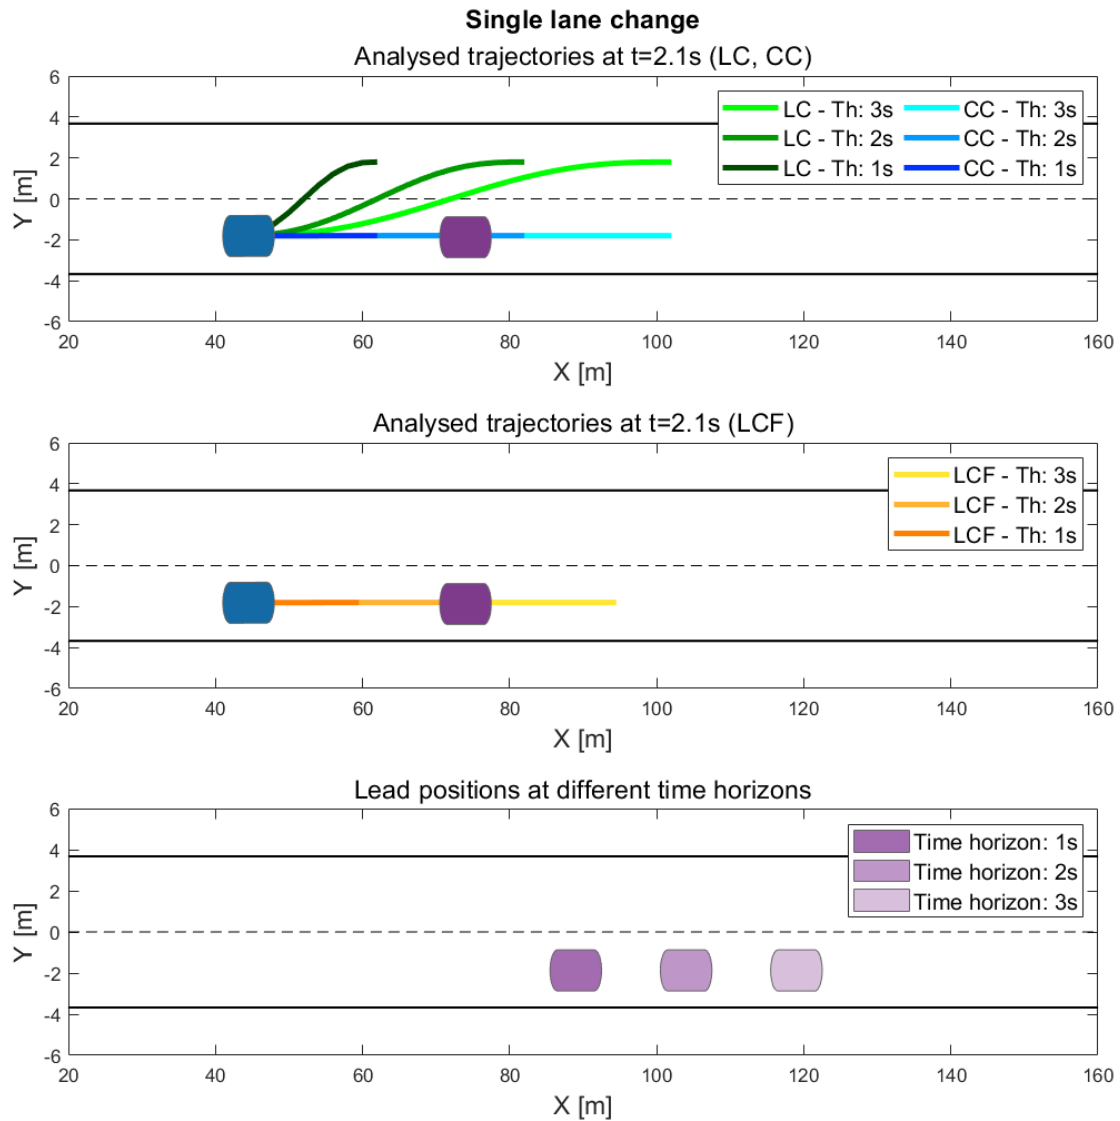 Single lane change
Analysed trajectories at t=2.1s (LC, CC)
6
4
2
0
-2
-4
-6
Y [m]
LC - Th: 3s
CC - Th: 3s
LC - Th: 2s
CC - Th: 2s
LC - Th: 1s
CC - Th: 1s
20 40 60 80 100 120 140 160
X [m]
Analysed trajectories at t=2.1s (LCF)
6
4
2
0
-2
-4
-6
Y [m]
LCF - Th: 3s
LCF - Th: 2s
LCF - Th: 1s
20 40 60 80 100 120 140 160
X [m]
Lead positions at different time horizons
6
4
2
0
-2
-4
-6
Y [m]
Time horizon: 1s
Time horizon: 2s
Time horizon: 3s
20 40 60 80 100 120 140 160
X [m]